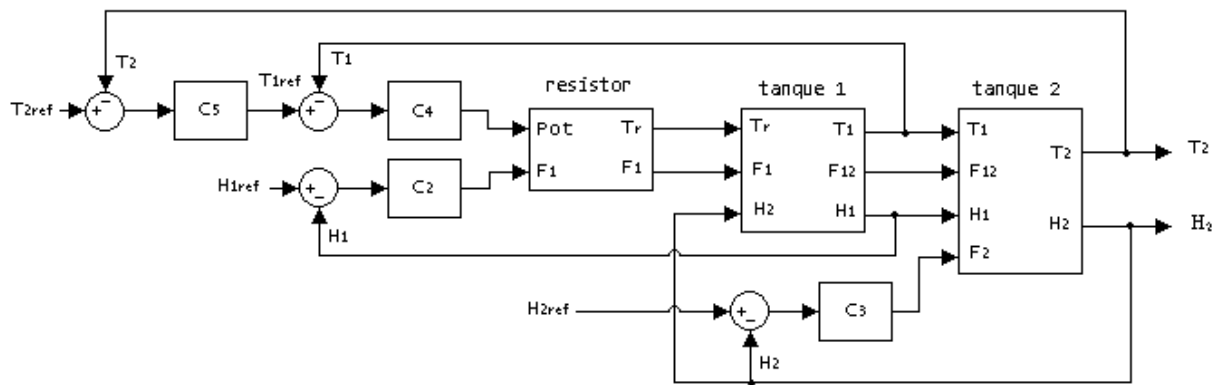 T2
T1
T1ref
resistor
tanque 1
tanque 2
T2ref
+
-
C5
+
-
C4
Pot
Tr
Tr
T1
T1
T2
T2
F1
F1
F1
F12
F12
H1ref
+
-
C2
H2
H1
H1
H2
H2
H1
F2
H2ref
+
-
C3
H2